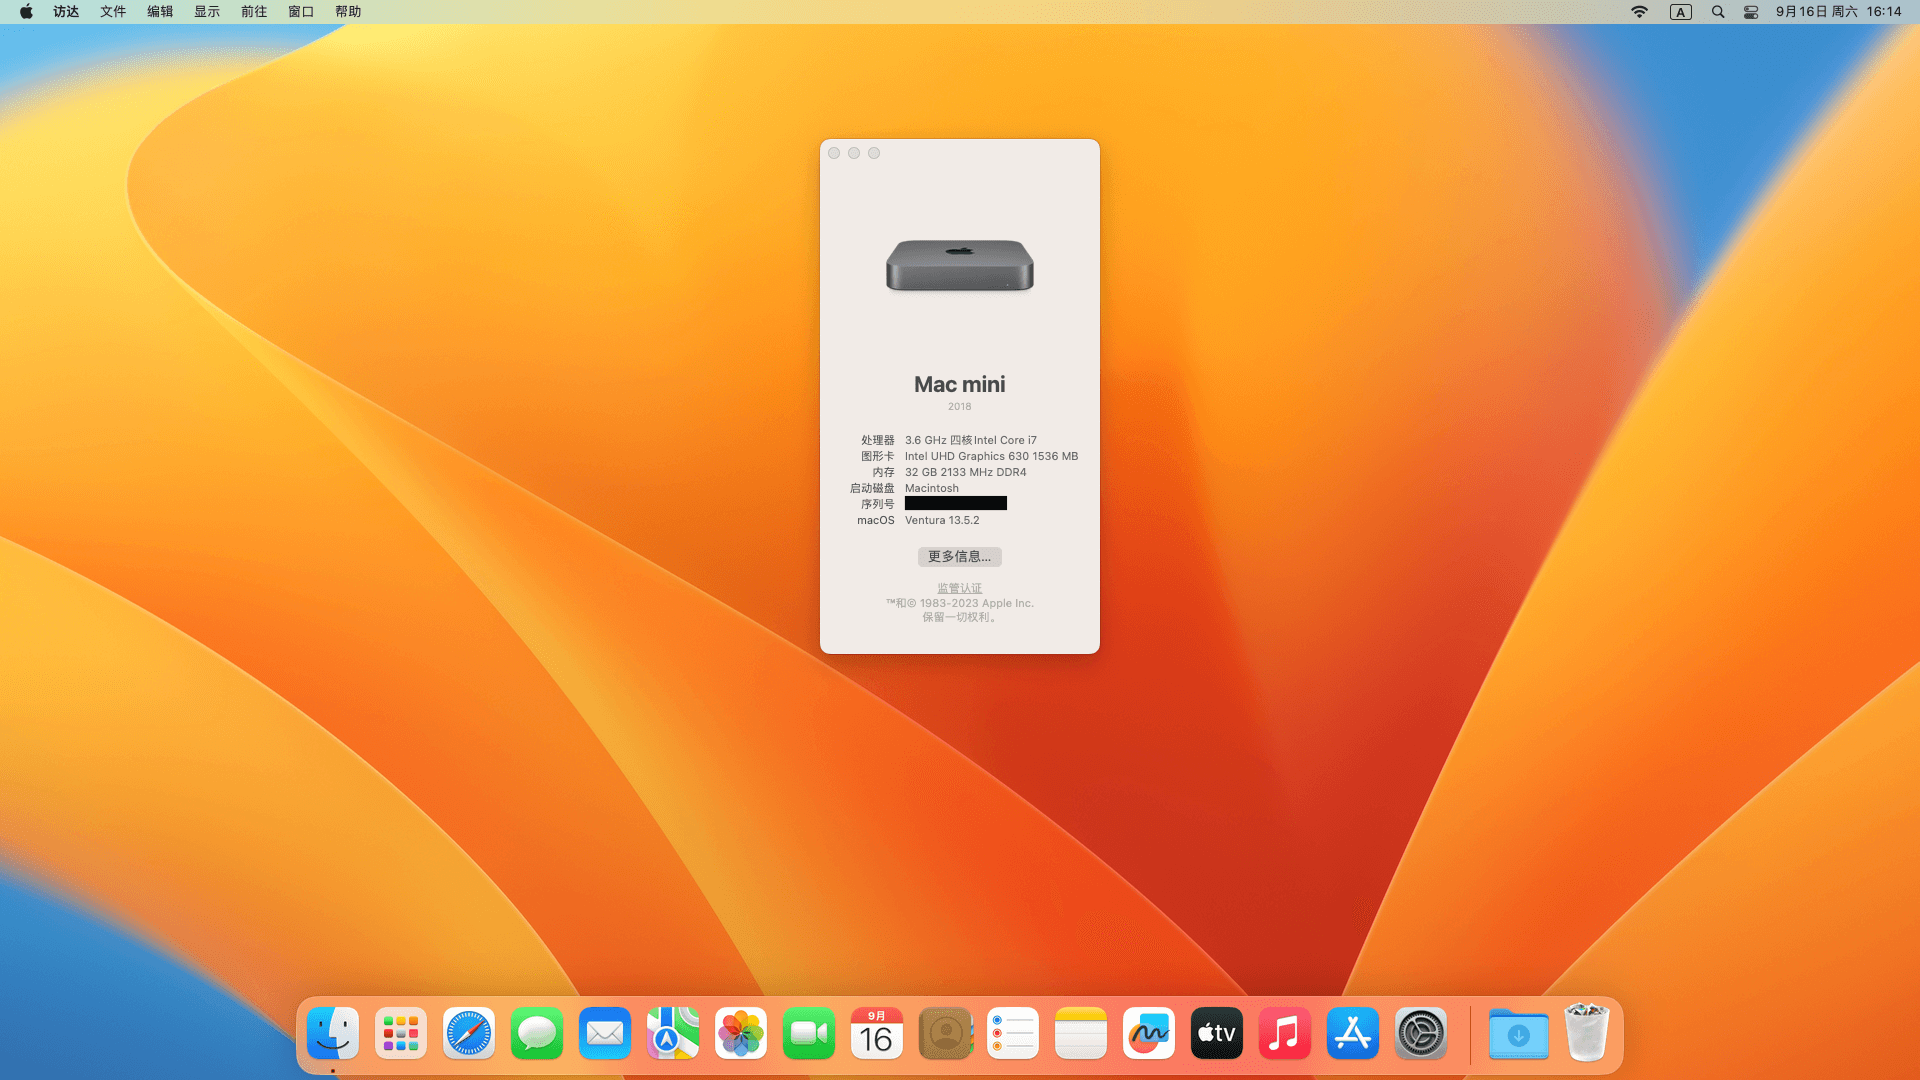 访达 文件 编辑 显示 前往 窗口 帮助 A 9月16日 周六 16:14
Mac mini
2018
处理器 3.6 GHz 四核Intel Core i7
图形卡 Intel UHD Graphics 630 1536 MB
内存 32 GB 2133 MHz DDR4
启动磁盘 Macintosh
序列号
macOS Ventura 13.5.2
更多信息...
监管认证
™和© 1983-2023 Apple Inc.
保留一切权利。
9月
16
tv